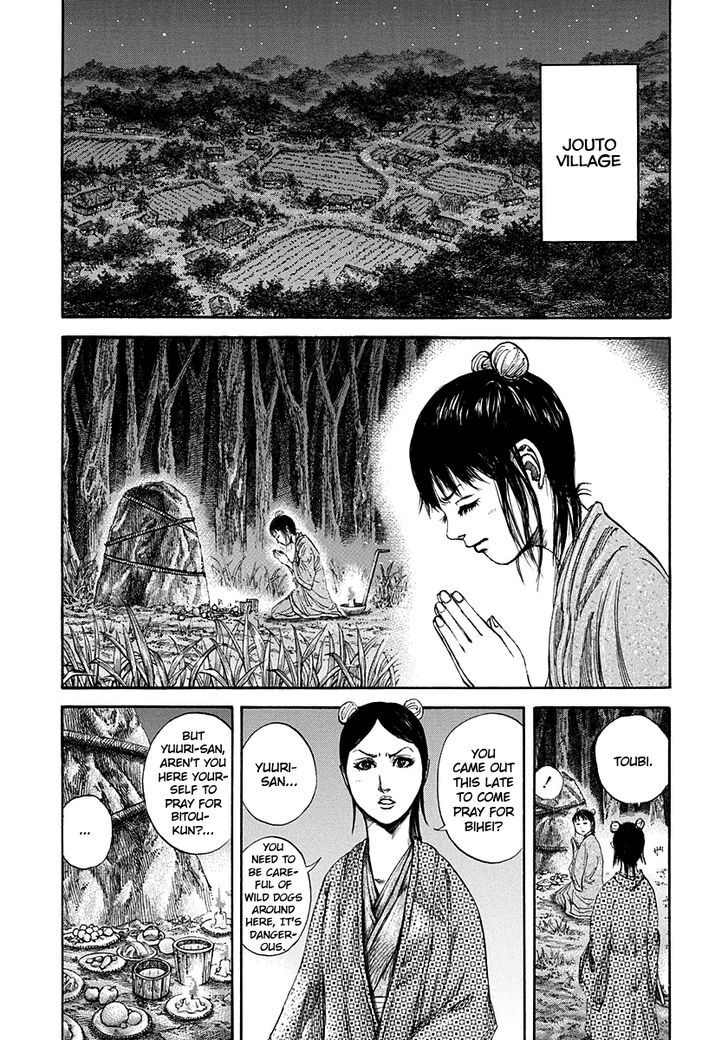 JOUTO
VILLAGE
TOUBI.
!
YOU
CAME OUT
THIS LATE
TO COME
PRAY FOR
BIHEI?
YUURI-
SAN...
YOU
NEED TO
BE CARE-
FUL OF
WILD DOGS
AROUND
HERE, IT'S
DANGER-
OUS.
BUT
YUURI-SAN,
AREN'T YOU
HERE YOUR-
SELF TO
PRAY FOR
BITOU-
KUN?...
...